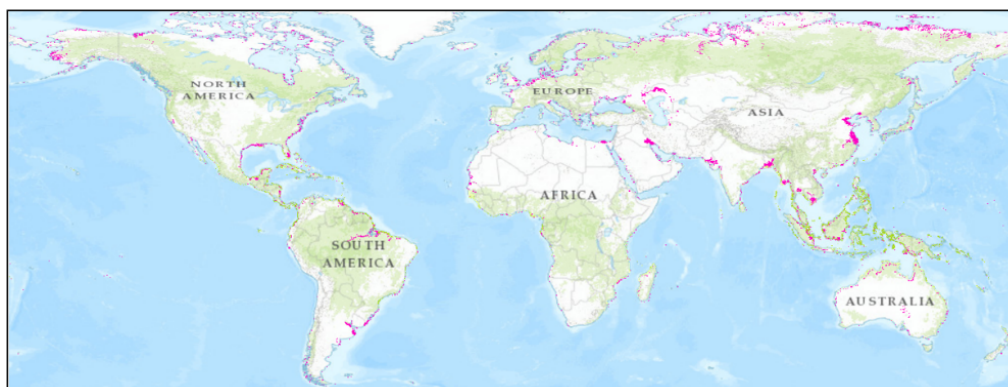 NORTH
AMERICA
EUROPE
ASIA
AFRICA
SOUTH
AMERICA
AUSTRALIA